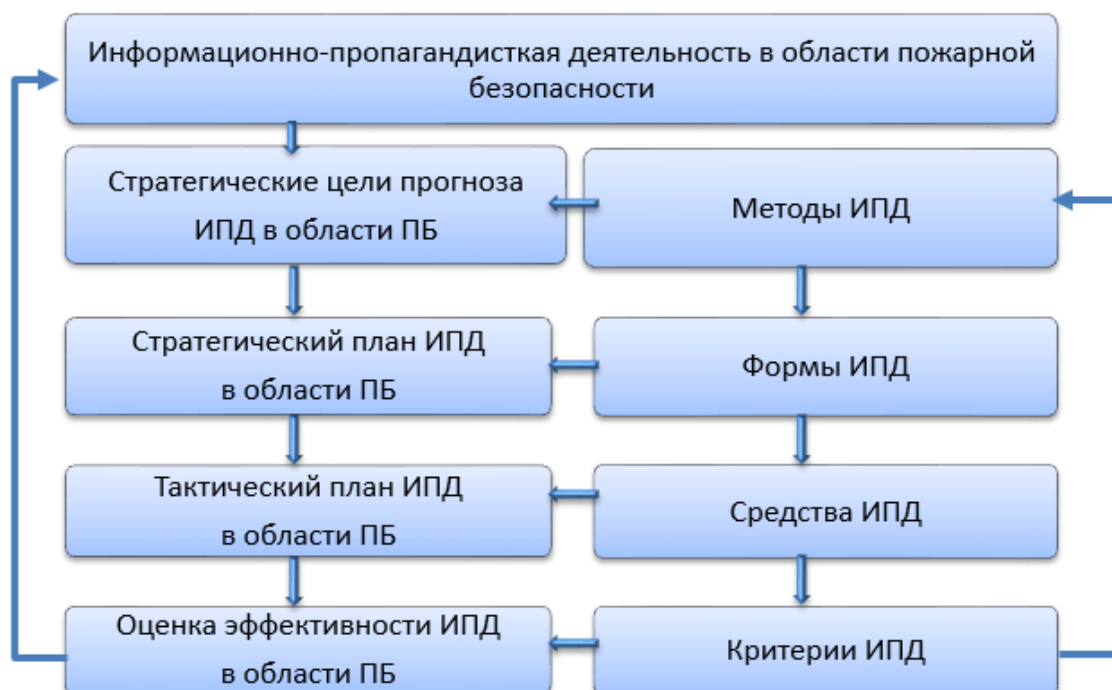 Информационно-пропагандисткая деятельность в области пожарной
безопасности
Стратегические цели прогноза
ИПД в области ПБ
Методы ИПД
Стратегический план ИПД
в области ПБ
Формы ИПД
Тактический план ИПД
в области ПБ
Средства ИПД
Оценка эффективности ИПД
в области ПБ
Критерии ИПД